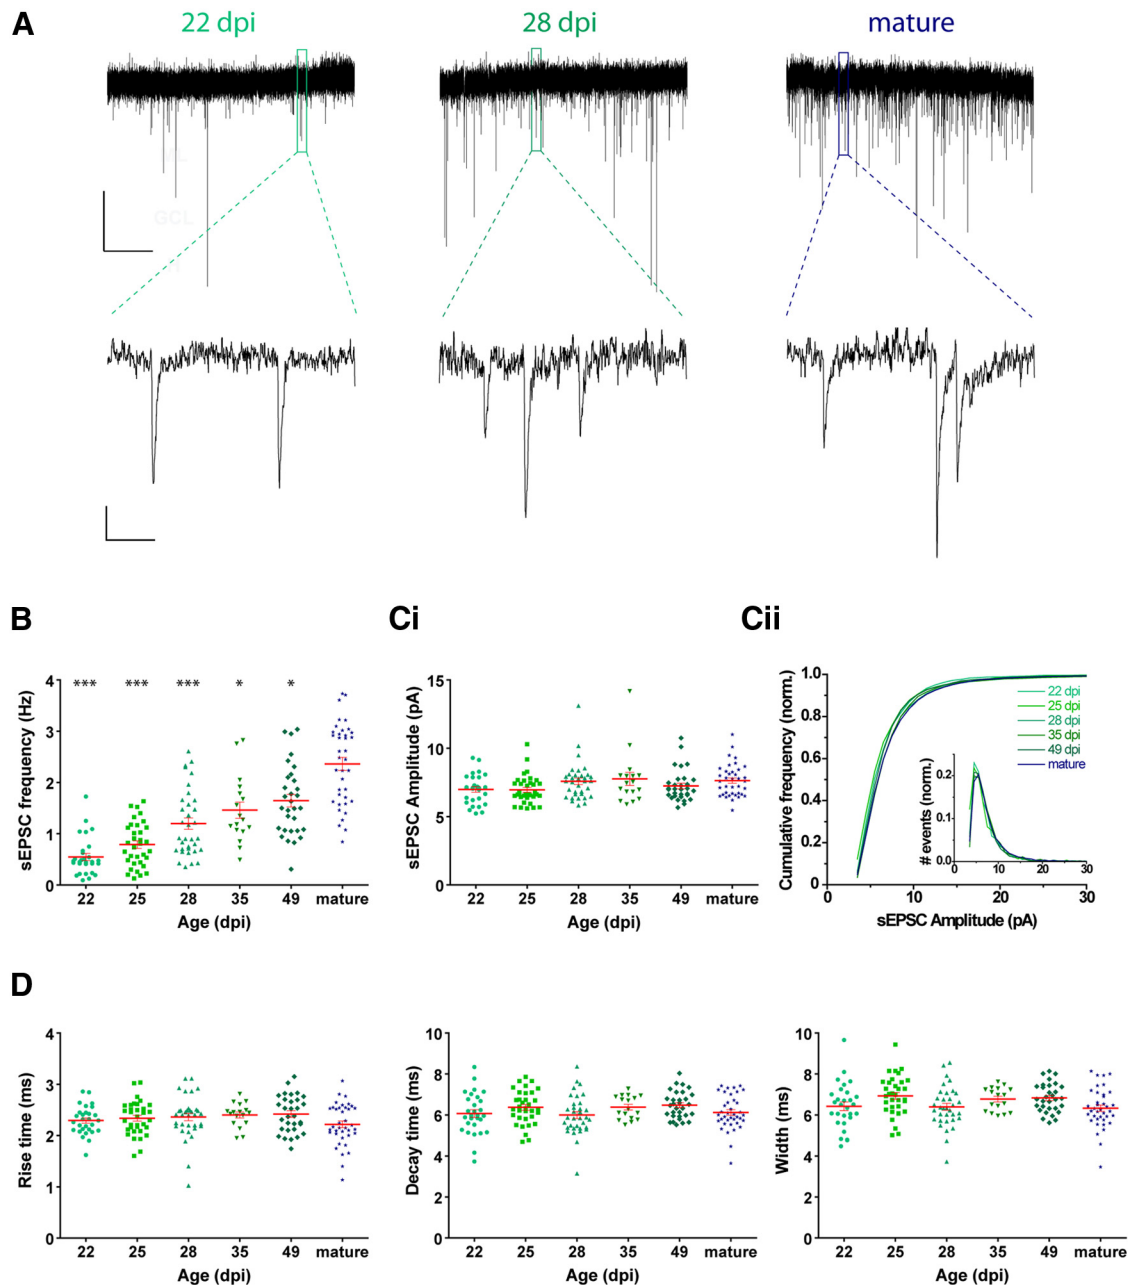 A
22 dpi
28 dpi
mature
ML
GCL
B
Ci
Cii
sEPSC frequency (Hz)
4
3
2
1
0
***
***
***
*
*
22
25
28
35
49
mature
Age (dpi)
sEPSC Amplitude (pA)
15
10
5
0
22
25
28
35
49
mature
Age (dpi)
Cumulative frequency (norm.)
1.0
0.8
0.6
0.4
0.2
0
0
10
20
30
sEPSC Amplitude (pA)
22 dpi
25 dpi
28 dpi
35 dpi
49 dpi
mature
# events (norm.)
0.2
0.1
0
0
5
10
20
30
D
Rise time (ms)
4
3
2
1
0
22
25
28
35
49
mature
Age (dpi)
Decay time (ms)
10
8
6
4
2
0
22
25
28
35
49
mature
Age (dpi)
Width (ms)
10
8
6
4
2
0
22
25
28
35
49
mature
Age (dpi)